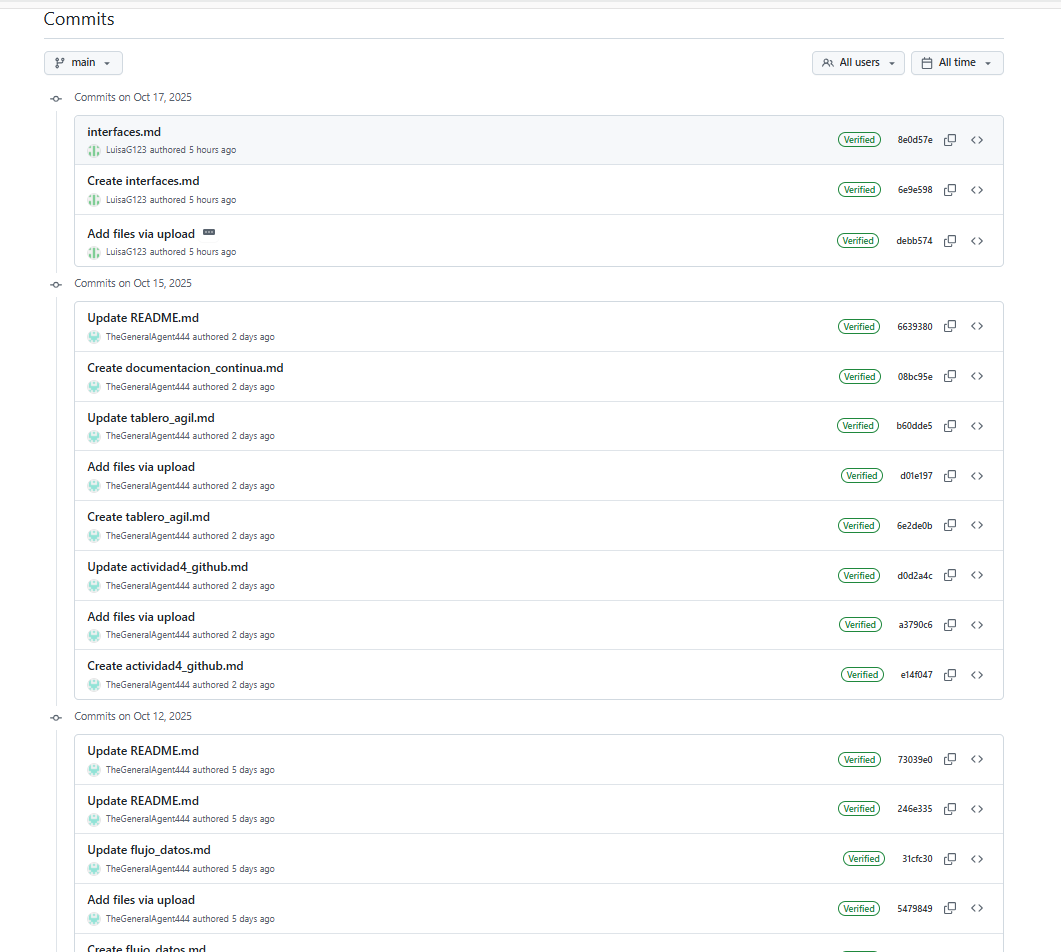 Commits
main
All users
All time
Commits on Oct 17, 2025
interfaces.md
LuisaG123 authored 5 hours ago
Verified
8e0d57e
Create interfaces.md
LuisaG123 authored 5 hours ago
Verified
6e9e598
Add files via upload
LuisaG123 authored 5 hours ago
Verified
debb574
Commits on Oct 15, 2025
Update README.md
TheGeneralAgent444 authored 2 days ago
Verified
6639380
Create documentacion_continua.md
TheGeneralAgent444 authored 2 days ago
Verified
08bc95e
Update tablero_agil.md
TheGeneralAgent444 authored 2 days ago
Verified
b60dde5
Add files via upload
TheGeneralAgent444 authored 2 days ago
Verified
d01e197
Create tablero_agil.md
TheGeneralAgent444 authored 2 days ago
Verified
6e2de0b
Update actividad4_github.md
TheGeneralAgent444 authored 2 days ago
Verified
d0d2a4c
Add files via upload
TheGeneralAgent444 authored 2 days ago
Verified
a3790c6
Create actividad4_github.md
TheGeneralAgent444 authored 2 days ago
Verified
e14f047
Commits on Oct 12, 2025
Update README.md
TheGeneralAgent444 authored 5 days ago
Verified
73039e0
Update README.md
TheGeneralAgent444 authored 5 days ago
Verified
246e335
Update flujo_datos.md
TheGeneralAgent444 authored 5 days ago
Verified
31cfc30
Add files via upload
TheGeneralAgent444 authored 5 days ago
Verified
5479849
Create flujo_datos.md